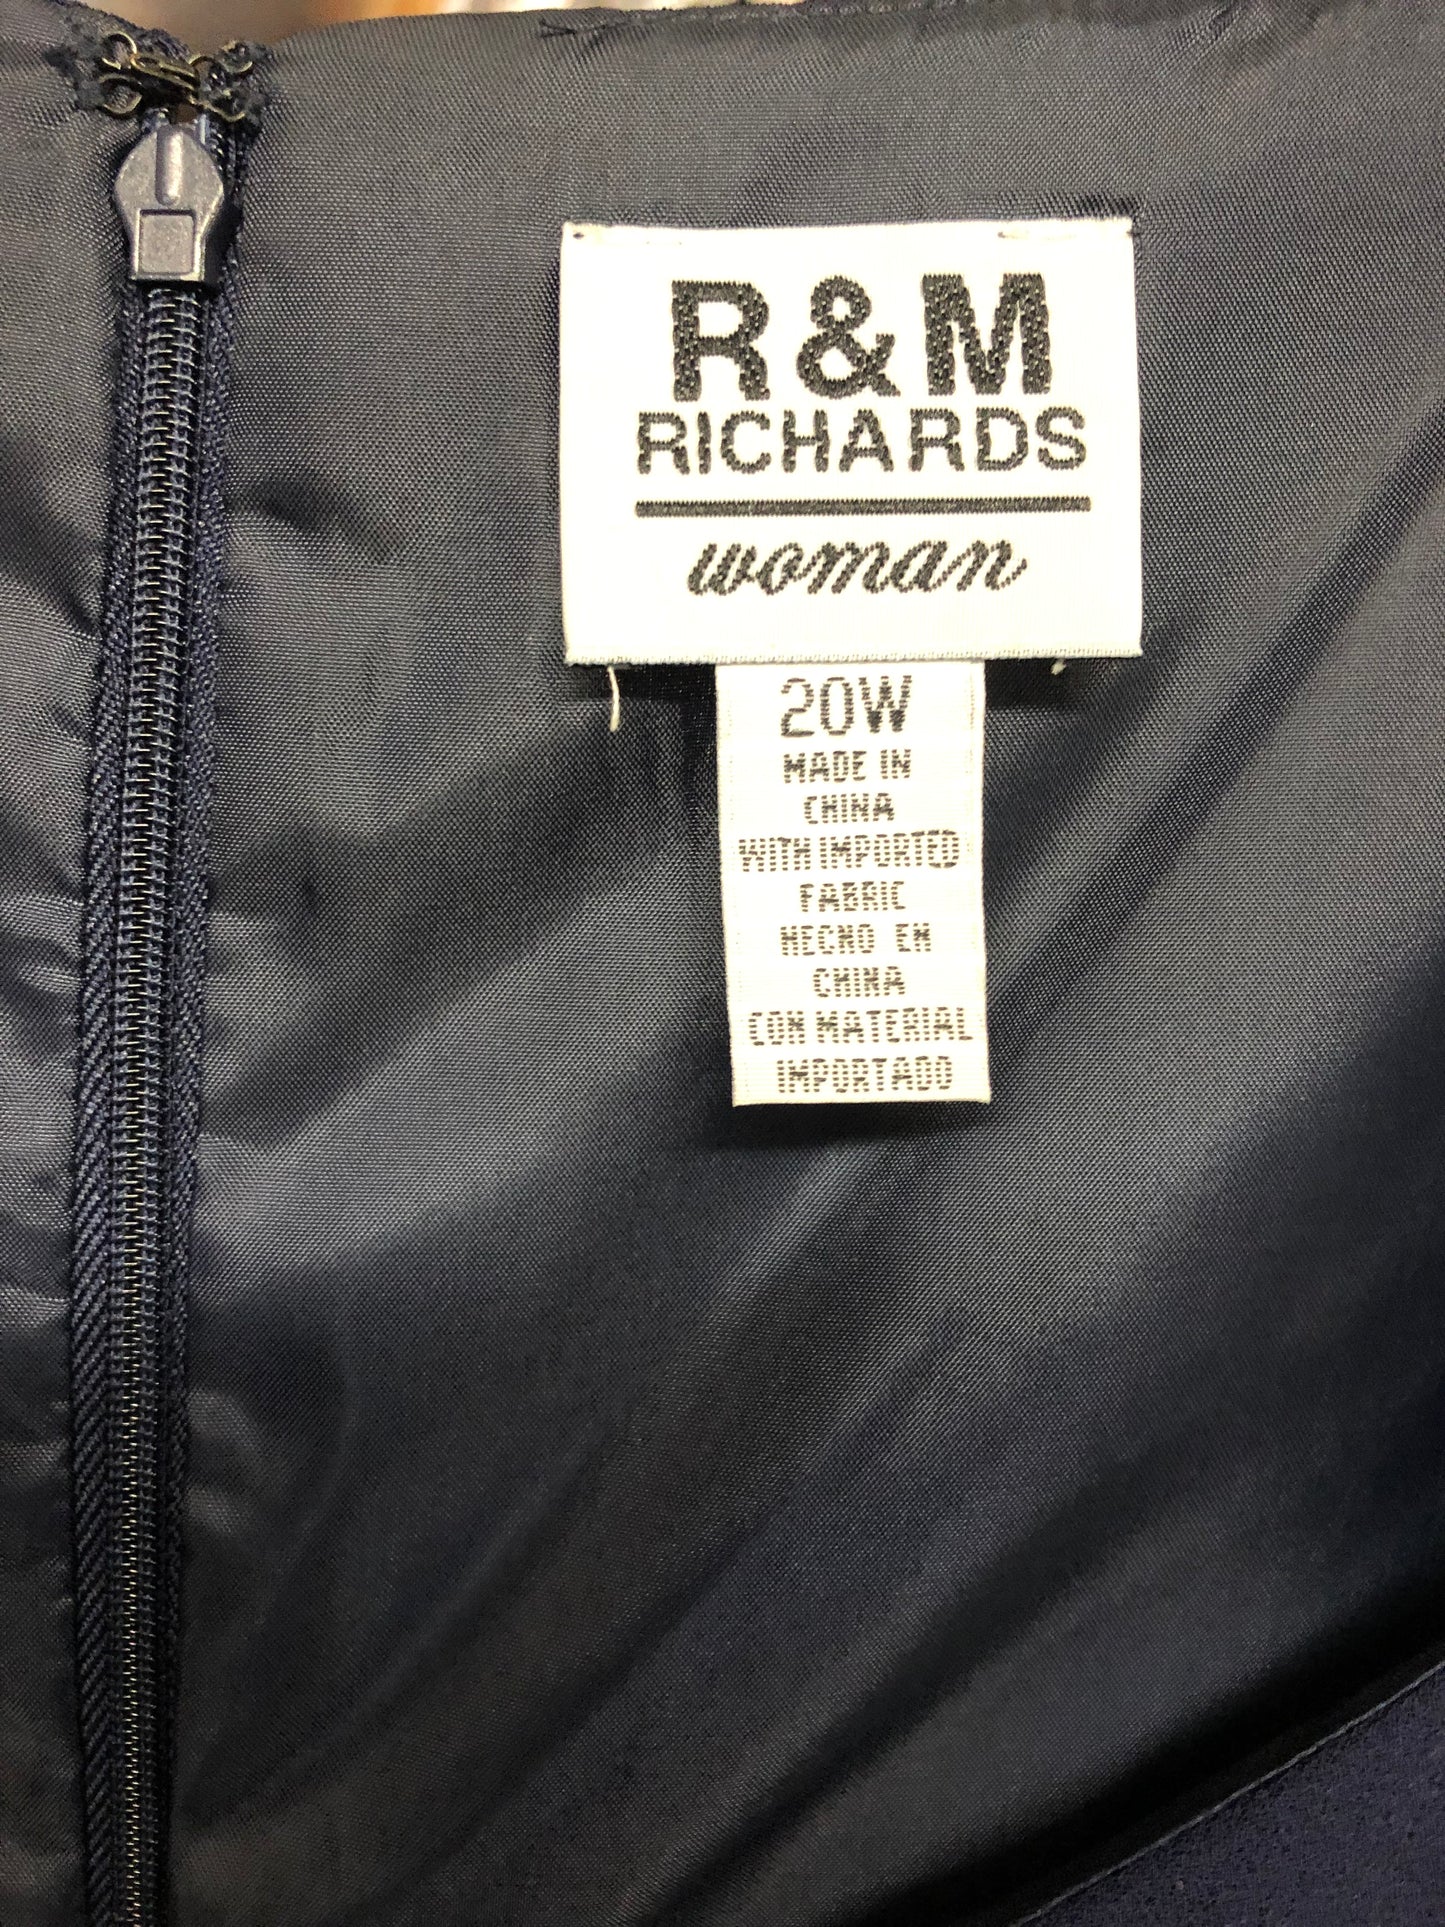 R&M
RICHARDS
woman
20W
MADE IN
CHINA
WITH IMPORTED
FABRIC
HECHO EN
CHINA
CON MATERIAL
IMPORTADO